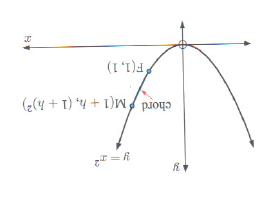 y
y = x²
chord
M(1 + h, (1 + h)²)
F(1, 1)
x